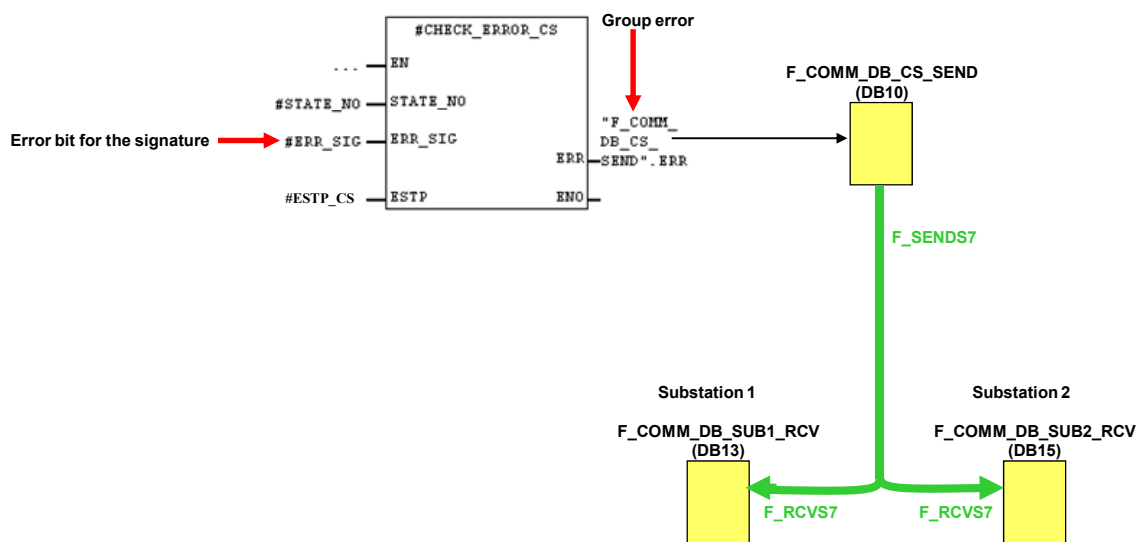 Group error
#CHECK_ERROR_CS
... EN
#STATE_NO STATE_NO
Error bit for the signature
#ERR_SIG ERR_SIG
"F_COMM_
DB_CS_
ERR SEND".ERR
#ESTP_CS ESTP
ENO
F_COMM_DB_CS_SEND
(DB10)
F_SENDS7
Substation 1
F_COMM_DB_SUB1_RCV
(DB13)
Substation 2
F_COMM_DB_SUB2_RCV
(DB15)
F_RCVS7
F_RCVS7